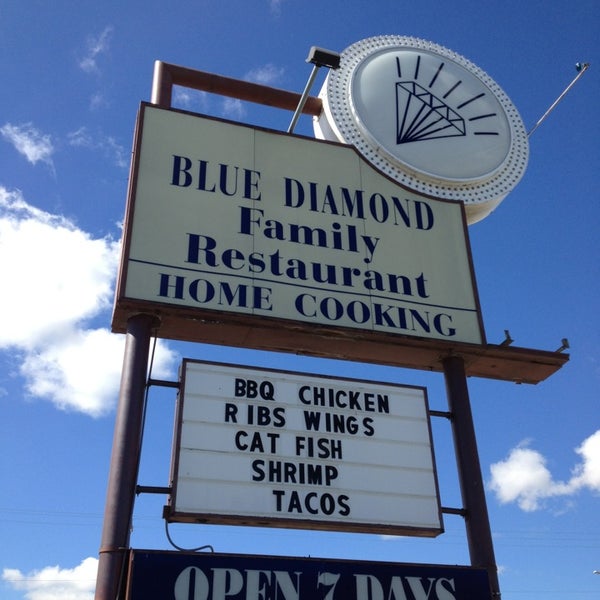 BLUE DIAMOND
Family
Restaurant
HOME COOKING
BBQ CHICKEN
RIBS WINGS
CAT FISH
SHRIMP
TACOS
OPEN 7 DAYS